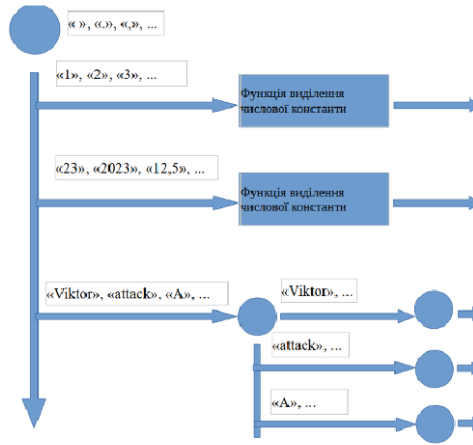 « », «.», «,», ...
«1», «2», «3», ...
Функція виділення
числової константи
«23», «2023», «12,5», ...
Функція виділення
числової константи
«Viktor», «attack», «A», ...
«Viktor», ...
«attack», ...
«A», ...